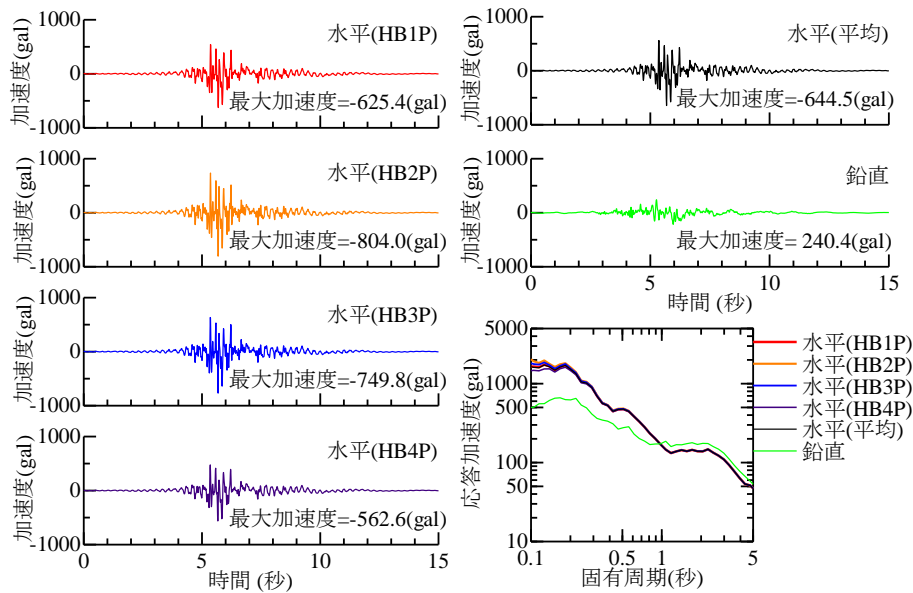 1000
0
-1000
加速度(gal)
水平(HB1P)
最大加速度=-625.4(gal)
1000
0
-1000
加速度(gal)
水平(HB2P)
最大加速度=-804.0(gal)
1000
0
-1000
加速度(gal)
水平(HB3P)
最大加速度=-749.8(gal)
1000
0
-1000
加速度(gal)
水平(HB4P)
最大加速度=-562.6(gal)
0 5 10 15
時間 (秒)
1000
0
-1000
加速度(gal)
水平(平均)
最大加速度=-644.5(gal)
1000
0
-1000
加速度(gal)
鉛直
最大加速度= 240.4(gal)
0 5 10 15
時間 (秒)
5000
1000
500
100
50
10
応答加速度(gal)
0.1 0.5 1 5
固有周期(秒)
水平(HB1P)
水平(HB2P)
水平(HB3P)
水平(HB4P)
水平(平均)
鉛直